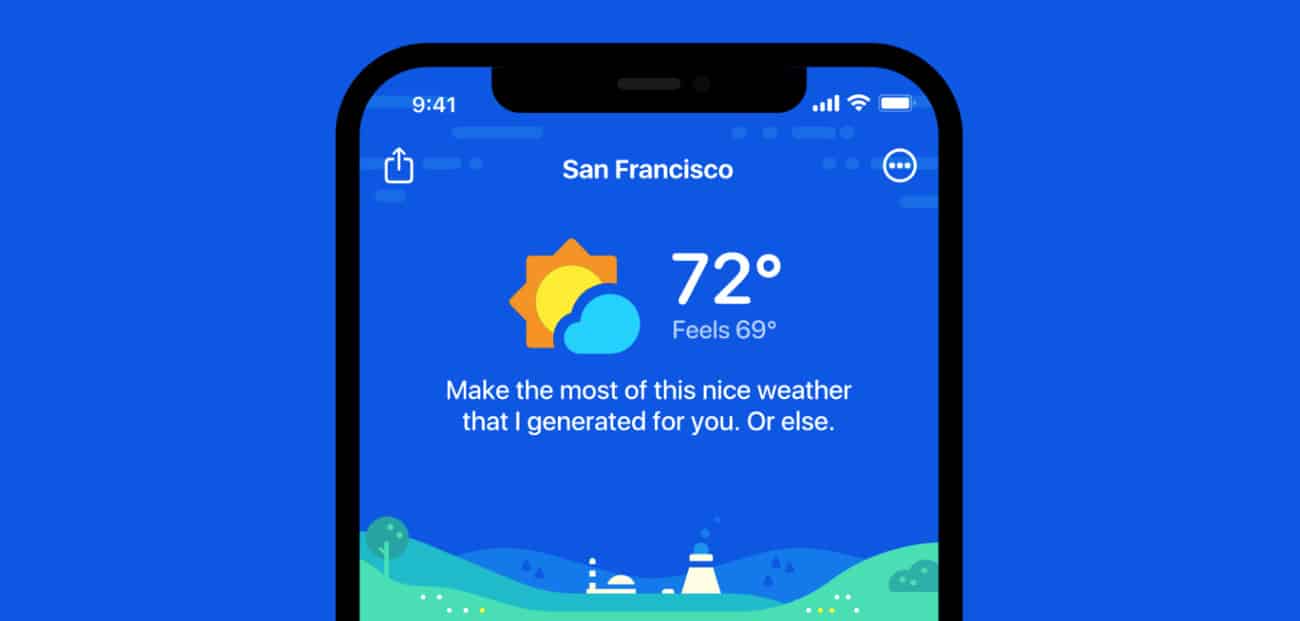 9:41
San Francisco
72°
Feels 69°
Make the most of this nice weather
that I generated for you. Or else.